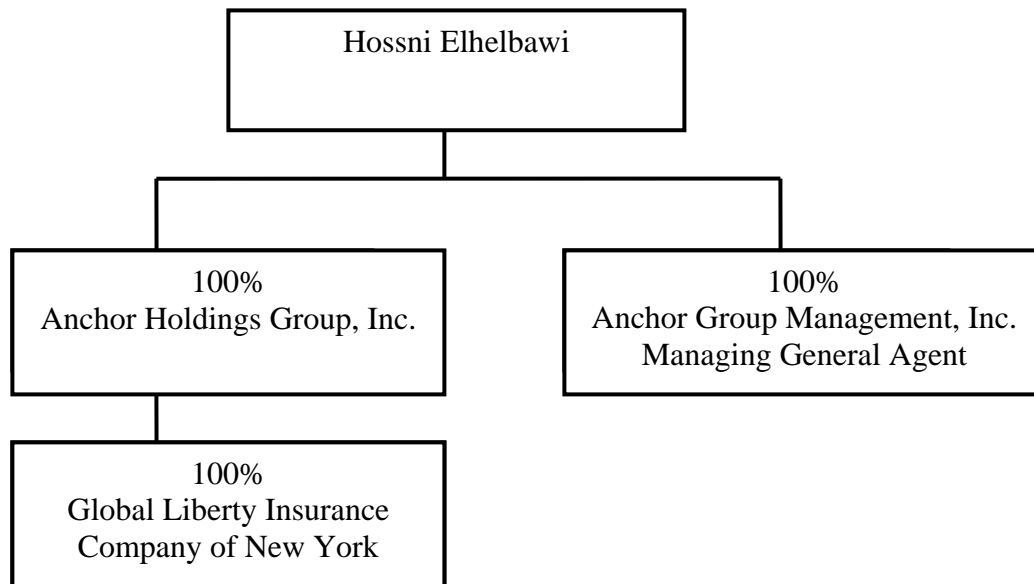 Hossni Elhelbawi
100%
Anchor Holdings Group, Inc.
100%
Anchor Group Management, Inc.
Managing General Agent
100%
Global Liberty Insurance
Company of New York